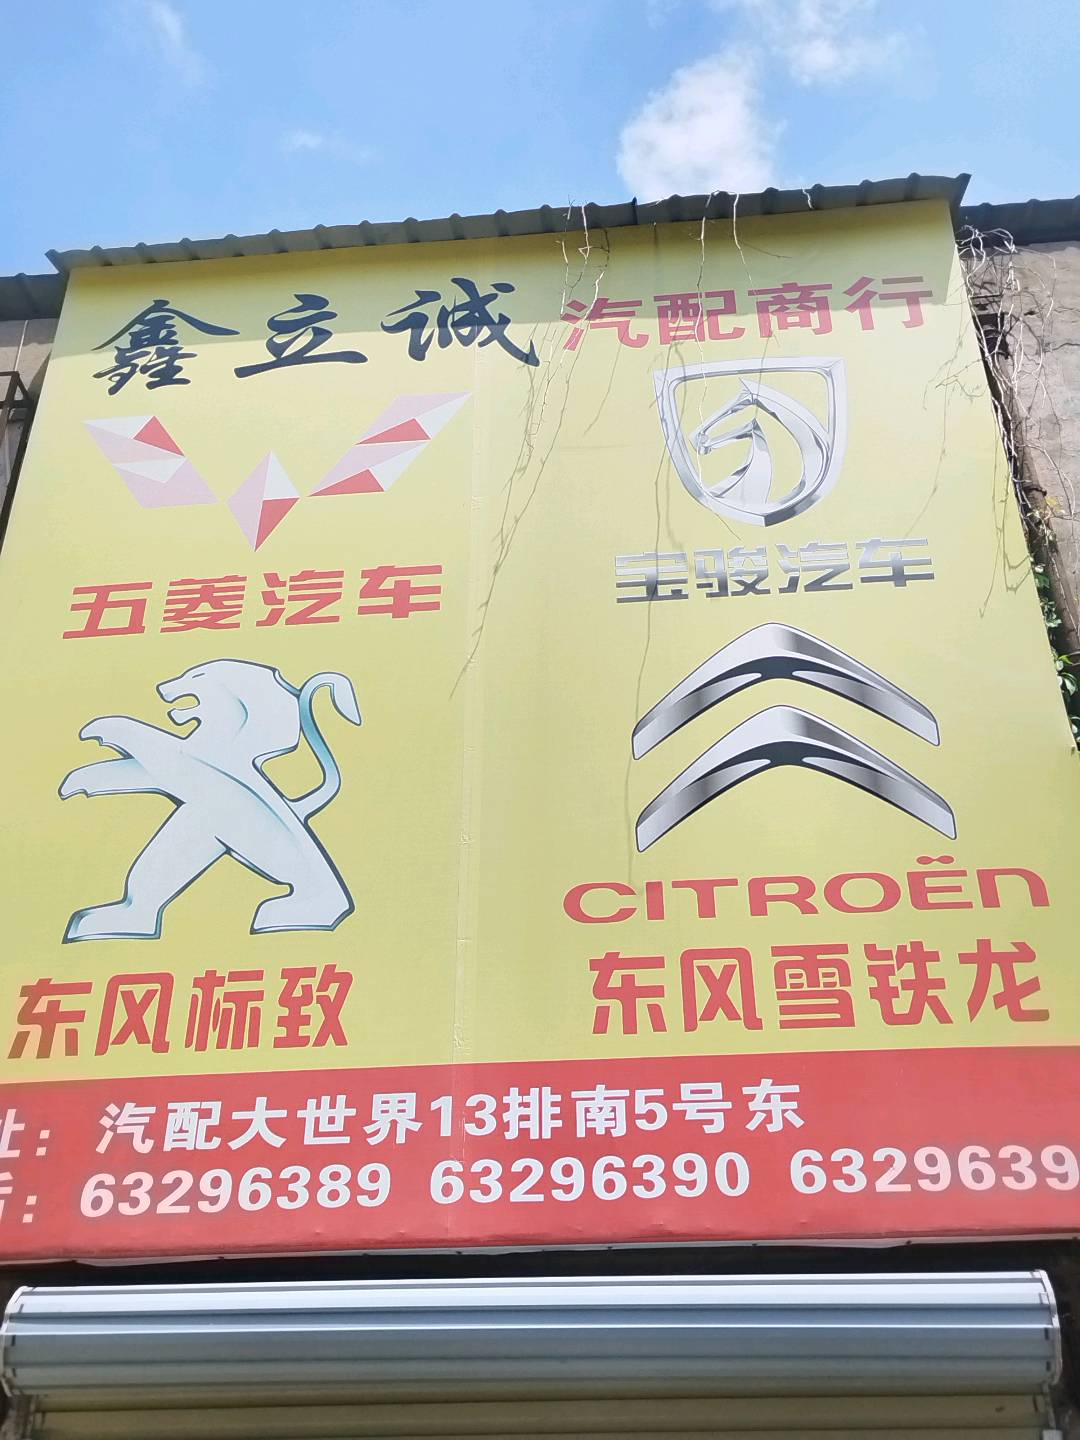 鑫立诚 汽配商行
五菱汽车 宝骏汽车
CITROËN
东风标致 东风雪铁龙
址：汽配大世界13排南5号东
63296389 63296390 6329639